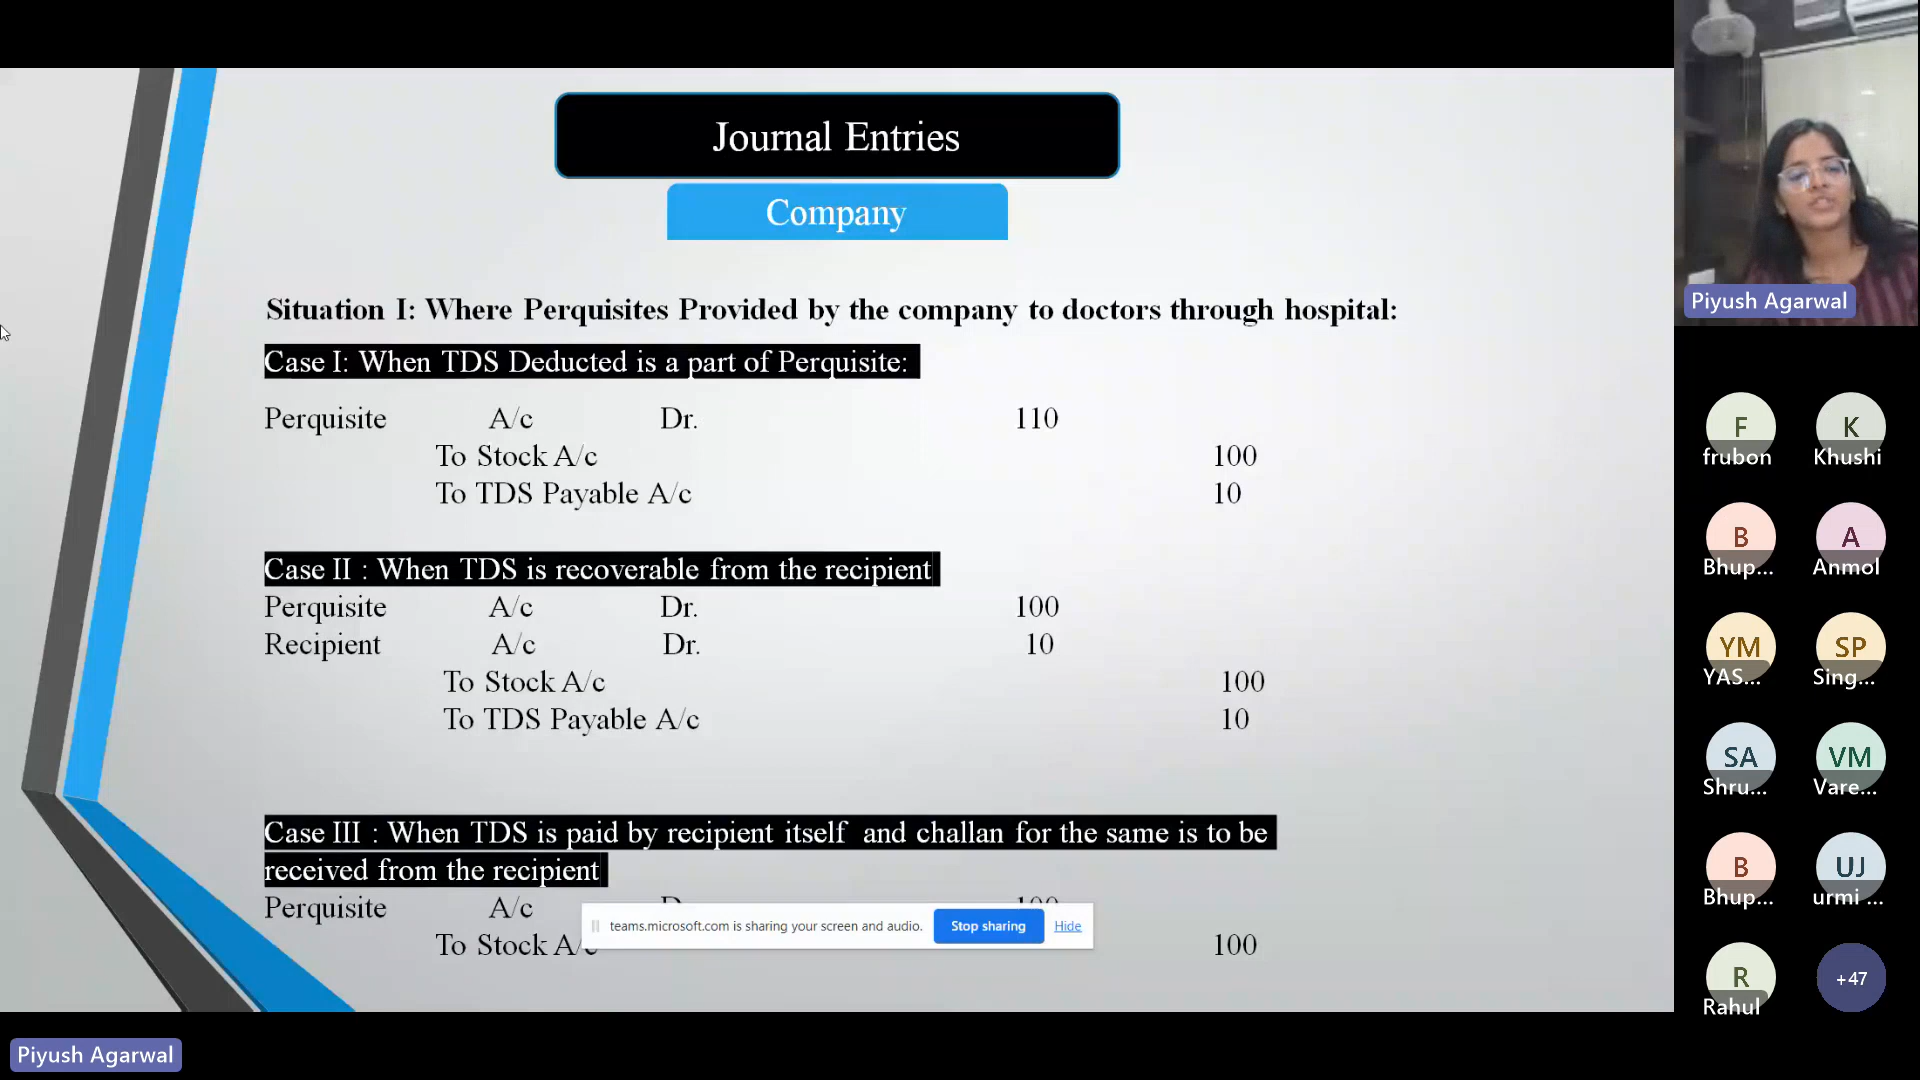 Journal Entries
Company
Situation I: Where Perquisites Provided by the company to doctors through hospital:
Case I: When TDS Deducted is a part of Perquisite:
Perquisite A/c Dr. 110
To Stock A/c 100
To TDS Payable A/c 10
Case II : When TDS is recoverable from the recipient
Perquisite A/c Dr. 100
Recipient A/c Dr. 10
To Stock A/c 100
To TDS Payable A/c 10
Case III : When TDS is paid by recipient itself and challan for the same is to be
received from the recipient
Perquisite A/c
To Stock A/c 100
teams.microsoft.com is sharing your screen and audio. Stop sharing Hide
Piyush Agarwal
F K
frubon Khushi
B A
Bhup... Anmol
YM SP
YAS... Sing...
SA VM
Shru... Vare...
B UJ
Bhup... urmi ...
R +47
Rahul
Piyush Agarwal